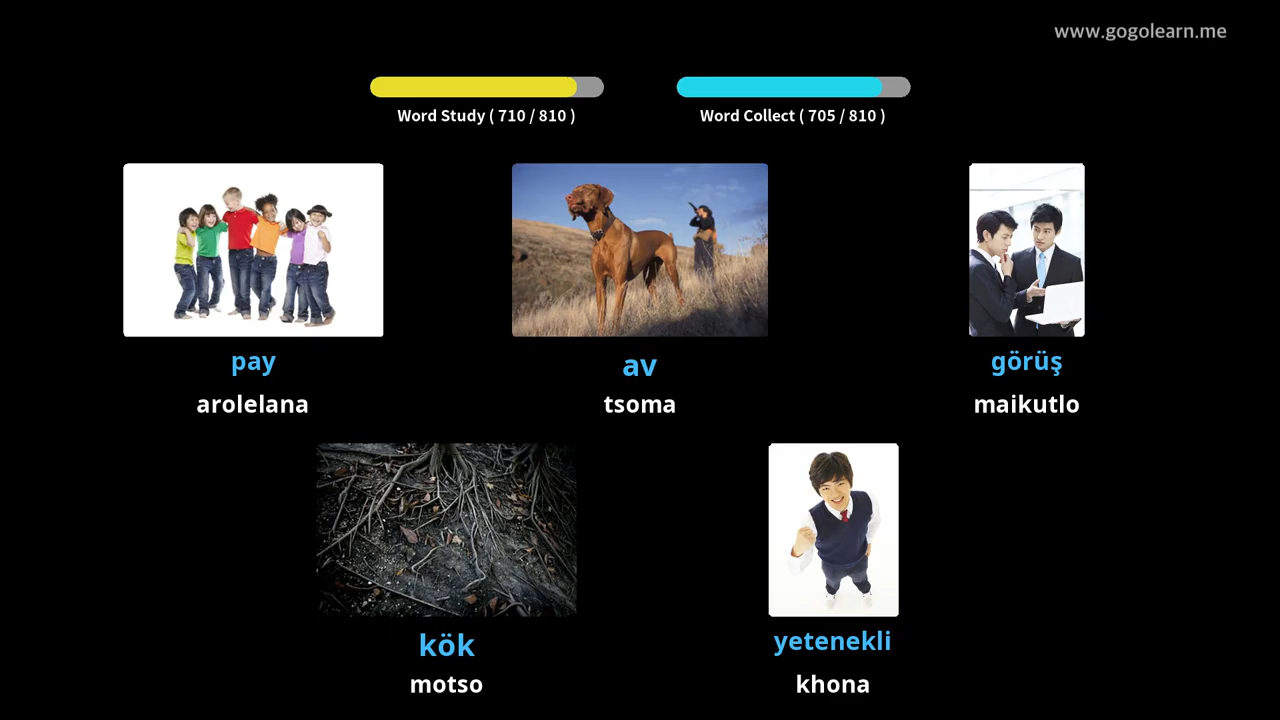 www.gogolearn.me
Word Study ( 710 / 810 )
Word Collect ( 705 / 810 )
pay
arolelana
av
tsoma
görüş
maikutlo
kök
motso
yetenekli
khona